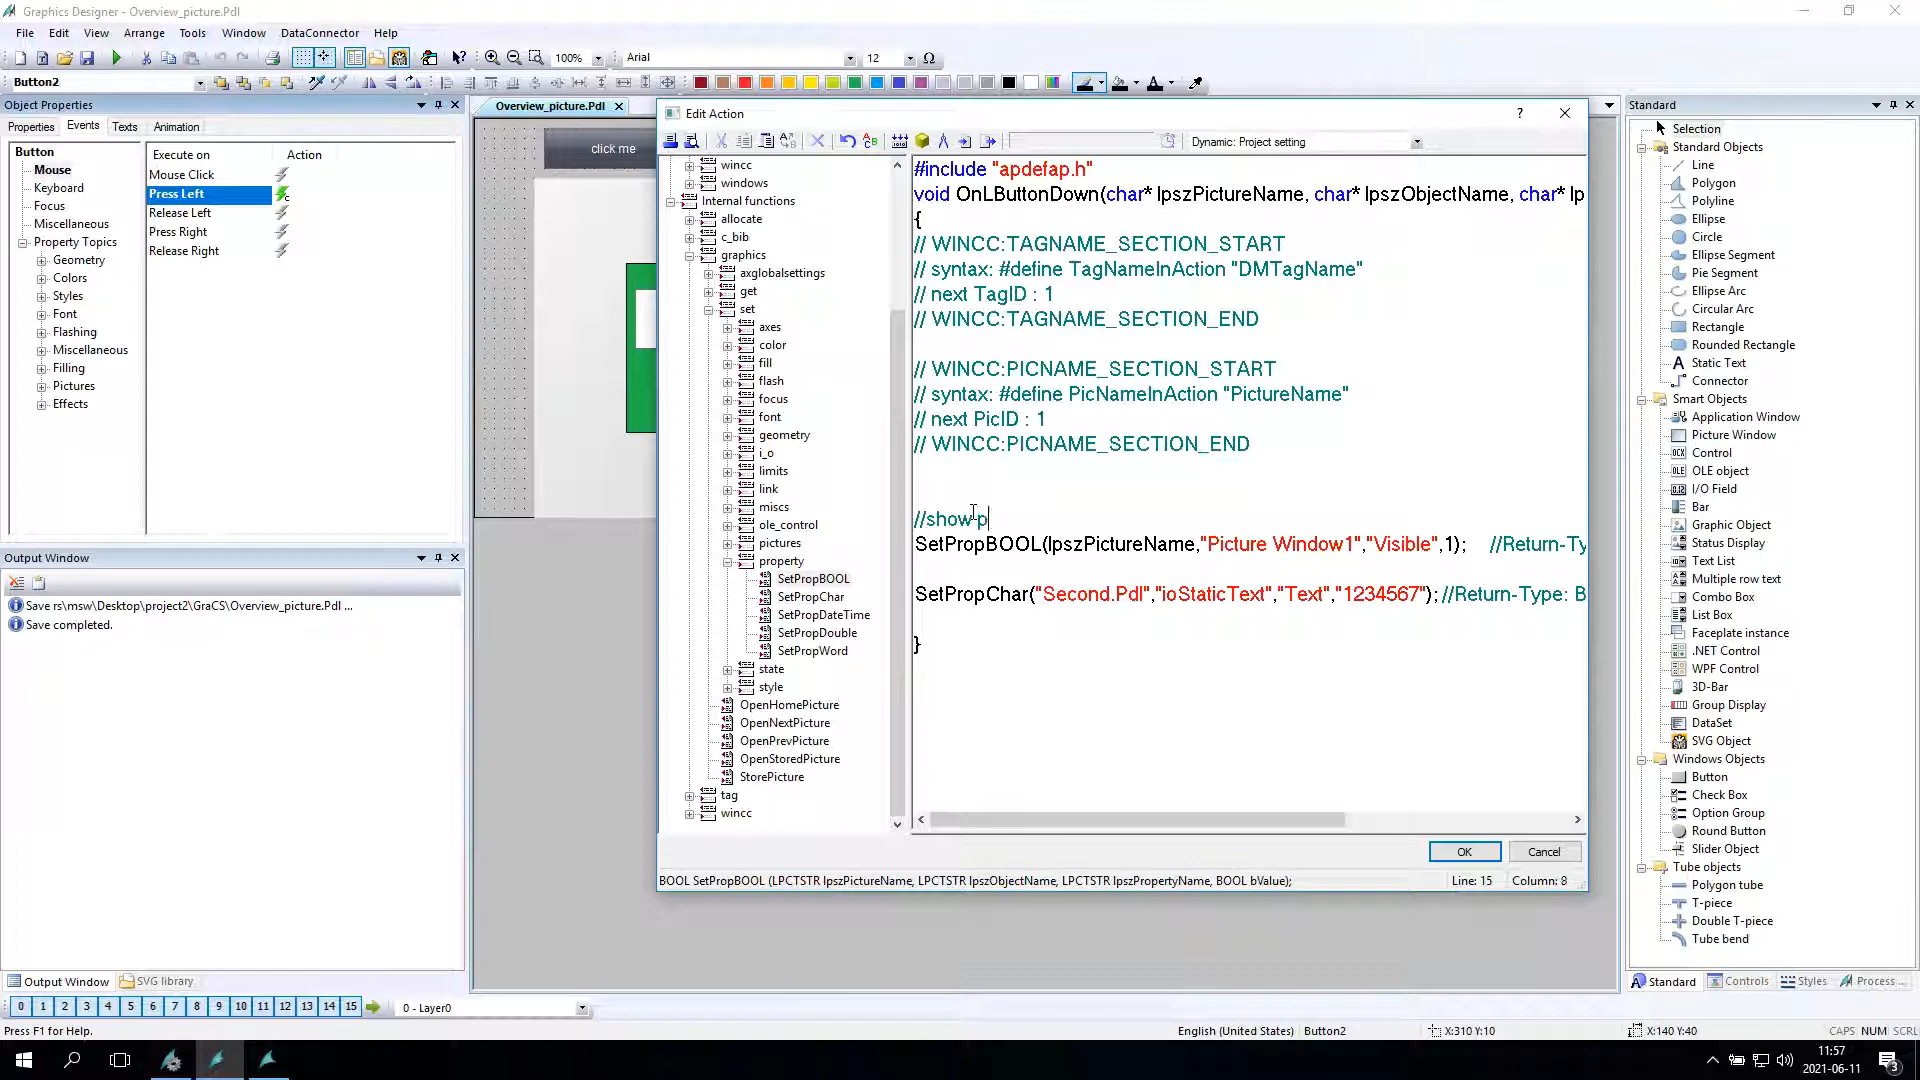 Graphics Designer - Overview_picture.Pdl
File Edit View Arrange Tools Window DataConnector Help
100% Arial 12 Ω
Button2
Object Properties
Properties Events Texts Animation
Button
Mouse
Keyboard
Focus
Miscellaneous
Property Topics
Geometry
Colors
Styles
Font
Flashing
Miscellaneous
Filling
Pictures
Effects
Execute on Action
Mouse Click
Press Left
Release Left
Press Right
Release Right
Output Window
Save rs\msw\Desktop\project2\GraCS\Overview_picture.Pdl ...
Save completed.
Output Window SVG library
Overview_picture.Pdl
click me
Edit Action
Dynamic: Project setting
wincc
windows
Internal functions
allocate
c_bib
graphics
axglobalsettings
get
set
axes
color
fill
flash
focus
font
geometry
i_o
limits
link
miscs
ole_control
pictures
property
SetPropBOOL
SetPropChar
SetPropDateTime
SetPropDouble
SetPropWord
state
style
OpenHomePicture
OpenNextPicture
OpenPrevPicture
OpenStoredPicture
StorePicture
tag
wincc
#include "apdefap.h"
void OnLButtonDown(char* lpszPictureName, char* lpszObjectName, char* lp
{
// WINCC:TAGNAME_SECTION_START
// syntax: #define TagNameInAction "DMTagName"
// next TagID : 1
// WINCC:TAGNAME_SECTION_END
// WINCC:PICNAME_SECTION_START
// syntax: #define PicNameInAction "PictureName"
// next PicID : 1
// WINCC:PICNAME_SECTION_END
//show p
SetPropBOOL(lpszPictureName,"Picture Window1","Visible",1); //Return-Ty
SetPropChar("Second.Pdl","ioStaticText","Text","1234567"); //Return-Type: B
}
OK Cancel
BOOL SetPropBOOL (LPCTSTR lpszPictureName, LPCTSTR lpszObjectName, LPCTSTR lpszPropertyName, BOOL bValue); Line: 15 Column: 8
Standard
Selection
Standard Objects
Line
Polygon
Polyline
Ellipse
Circle
Ellipse Segment
Pie Segment
Ellipse Arc
Circular Arc
Rectangle
Rounded Rectangle
Static Text
Connector
Smart Objects
Application Window
Picture Window
Control
OLE object
I/O Field
Bar
Graphic Object
Status Display
Text List
Multiple row text
Combo Box
List Box
Faceplate instance
.NET Control
WPF Control
3D-Bar
Group Display
DataSet
SVG Object
Windows Objects
Button
Check Box
Option Group
Round Button
Slider Object
Tube objects
Polygon tube
T-piece
Double T-piece
Tube bend
Standard Controls Styles Process ...
0 1 2 3 4 5 6 7 8 9 10 11 12 13 14 15 0 - Layer0
Press F1 for Help. English (United States) Button2 X:310 Y:10 X:140 Y:40 CAPS NUM SCRL
11:57
2021-06-11
3